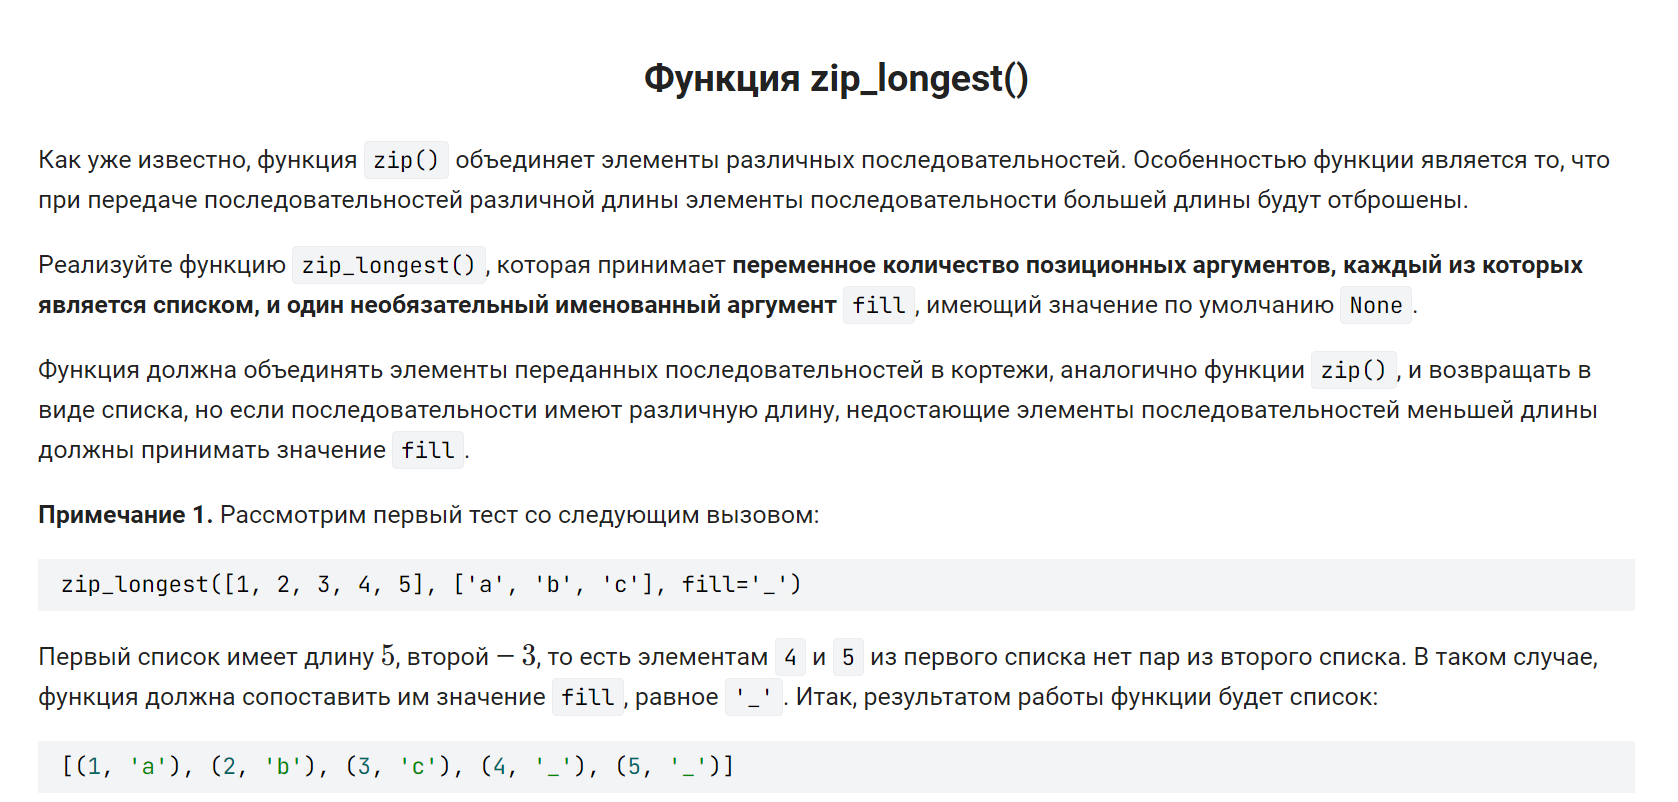 Функция zip_longest()
Как уже известно, функция zip() объединяет элементы различных последовательностей. Особенностью функции является то, что
при передаче последовательностей различной длины элементы последовательности большей длины будут отброшены.
Реализуйте функцию zip_longest(), которая принимает переменное количество позиционных аргументов, каждый из которых
является списком, и один необязательный именованный аргумент fill, имеющий значение по умолчанию None.
Функция должна объединять элементы переданных последовательностей в кортежи, аналогично функции zip(), и возвращать в
виде списка, но если последовательности имеют различную длину, недостающие элементы последовательностей меньшей длины
должны принимать значение fill.
Примечание 1. Рассмотрим первый тест со следующим вызовом:
zip_longest([1, 2, 3, 4, 5], ['a', 'b', 'c'], fill='_')
Первый список имеет длину 5, второй − 3, то есть элементам 4 и 5 из первого списка нет пар из второго списка. В таком случае,
функция должна сопоставить им значение fill, равное '_'. Итак, результатом работы функции будет список:
[(1, 'a'), (2, 'b'), (3, 'c'), (4, '_'), (5, '_')]